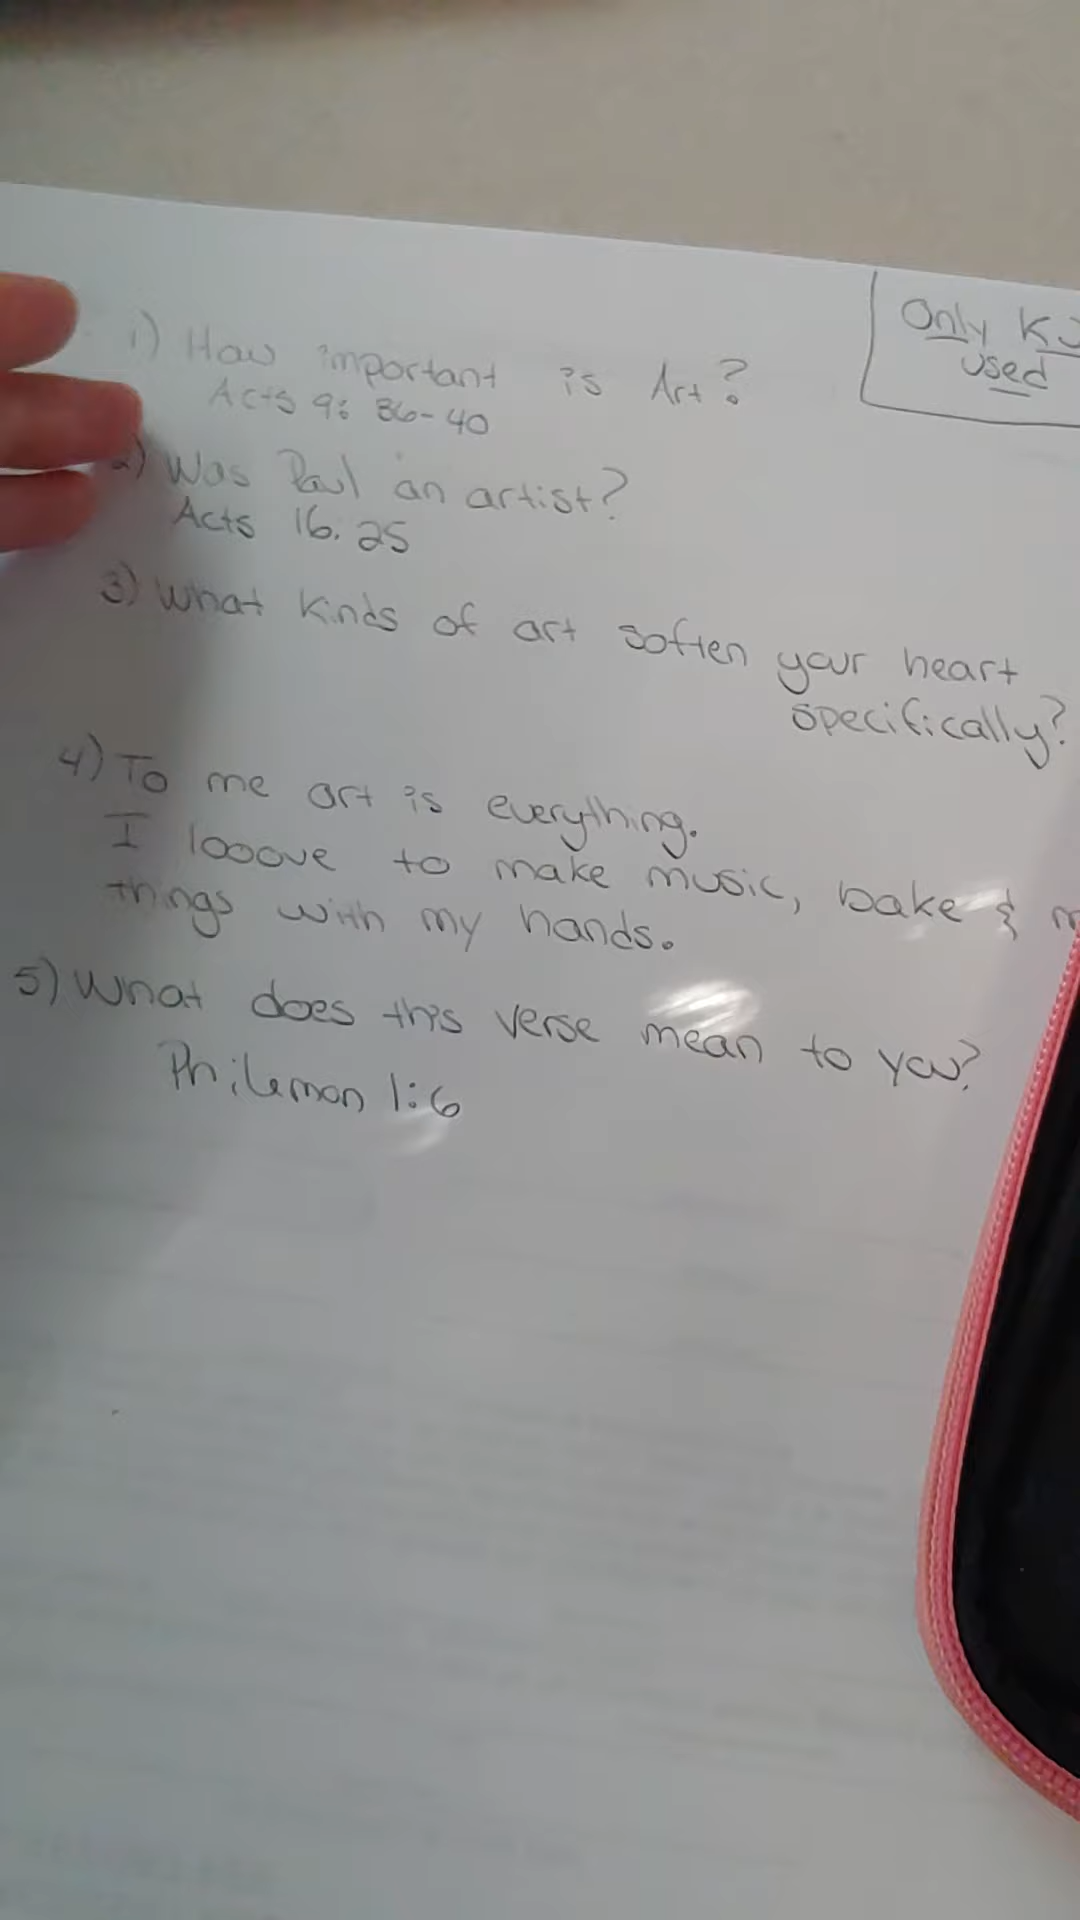 Only KJ
used
1) How important is Art?
Acts 9: 36-40
2) Was Paul an artist?
Acts 16:25
3) What kinds of art soften your heart
specifically?
4) To me art is everything.
I looove to make music, bake & m
things with my hands.
5) What does this verse mean to you?
Philemon 1:6